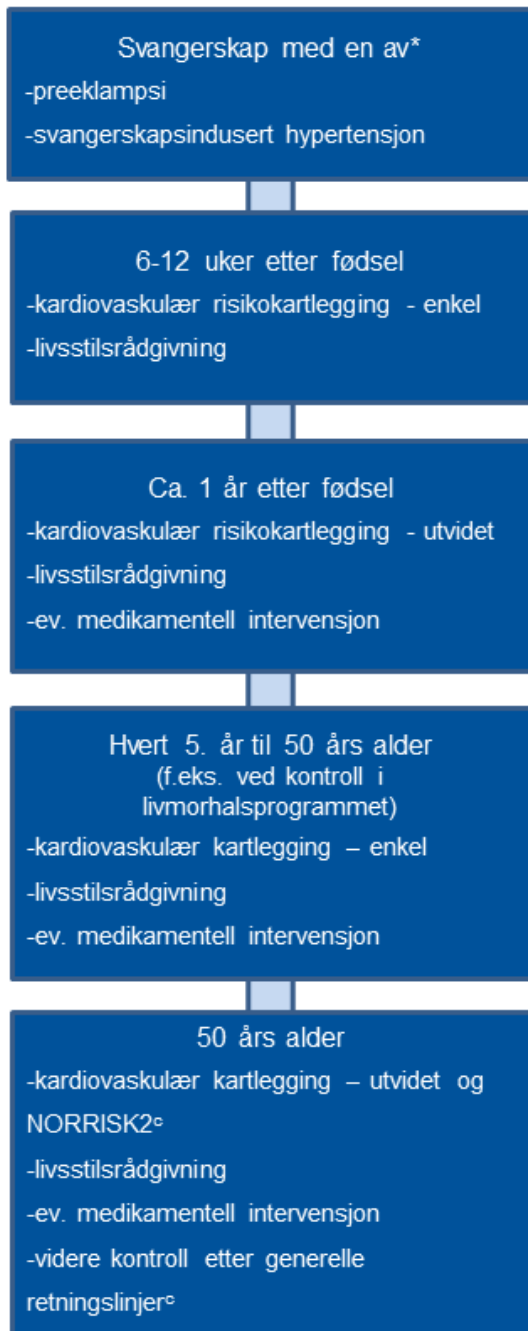 Svangerskap med en av*
-preeklampsi
-svangerskapsindusert hypertensjon
6-12 uker etter fødsel
-kardiovaskulær risikokartlegging - enkel
-livsstilsrådgivning
Ca. 1 år etter fødsel
-kardiovaskulær risikokartlegging - utvidet
-livsstilsrådgivning
-ev. medikamentell intervensjon
Hvert 5. år til 50 års alder
(f.eks. ved kontroll i
livmorhalsprogrammet)
-kardiovaskulær kartlegging – enkel
-livsstilsrådgivning
-ev. medikamentell intervensjon
50 års alder
-kardiovaskulær kartlegging – utvidet og
NORRISK2ᶜ
-livsstilsrådgivning
-ev. medikamentell intervensjon
-videre kontroll etter generelle
retningslinjerᶜ